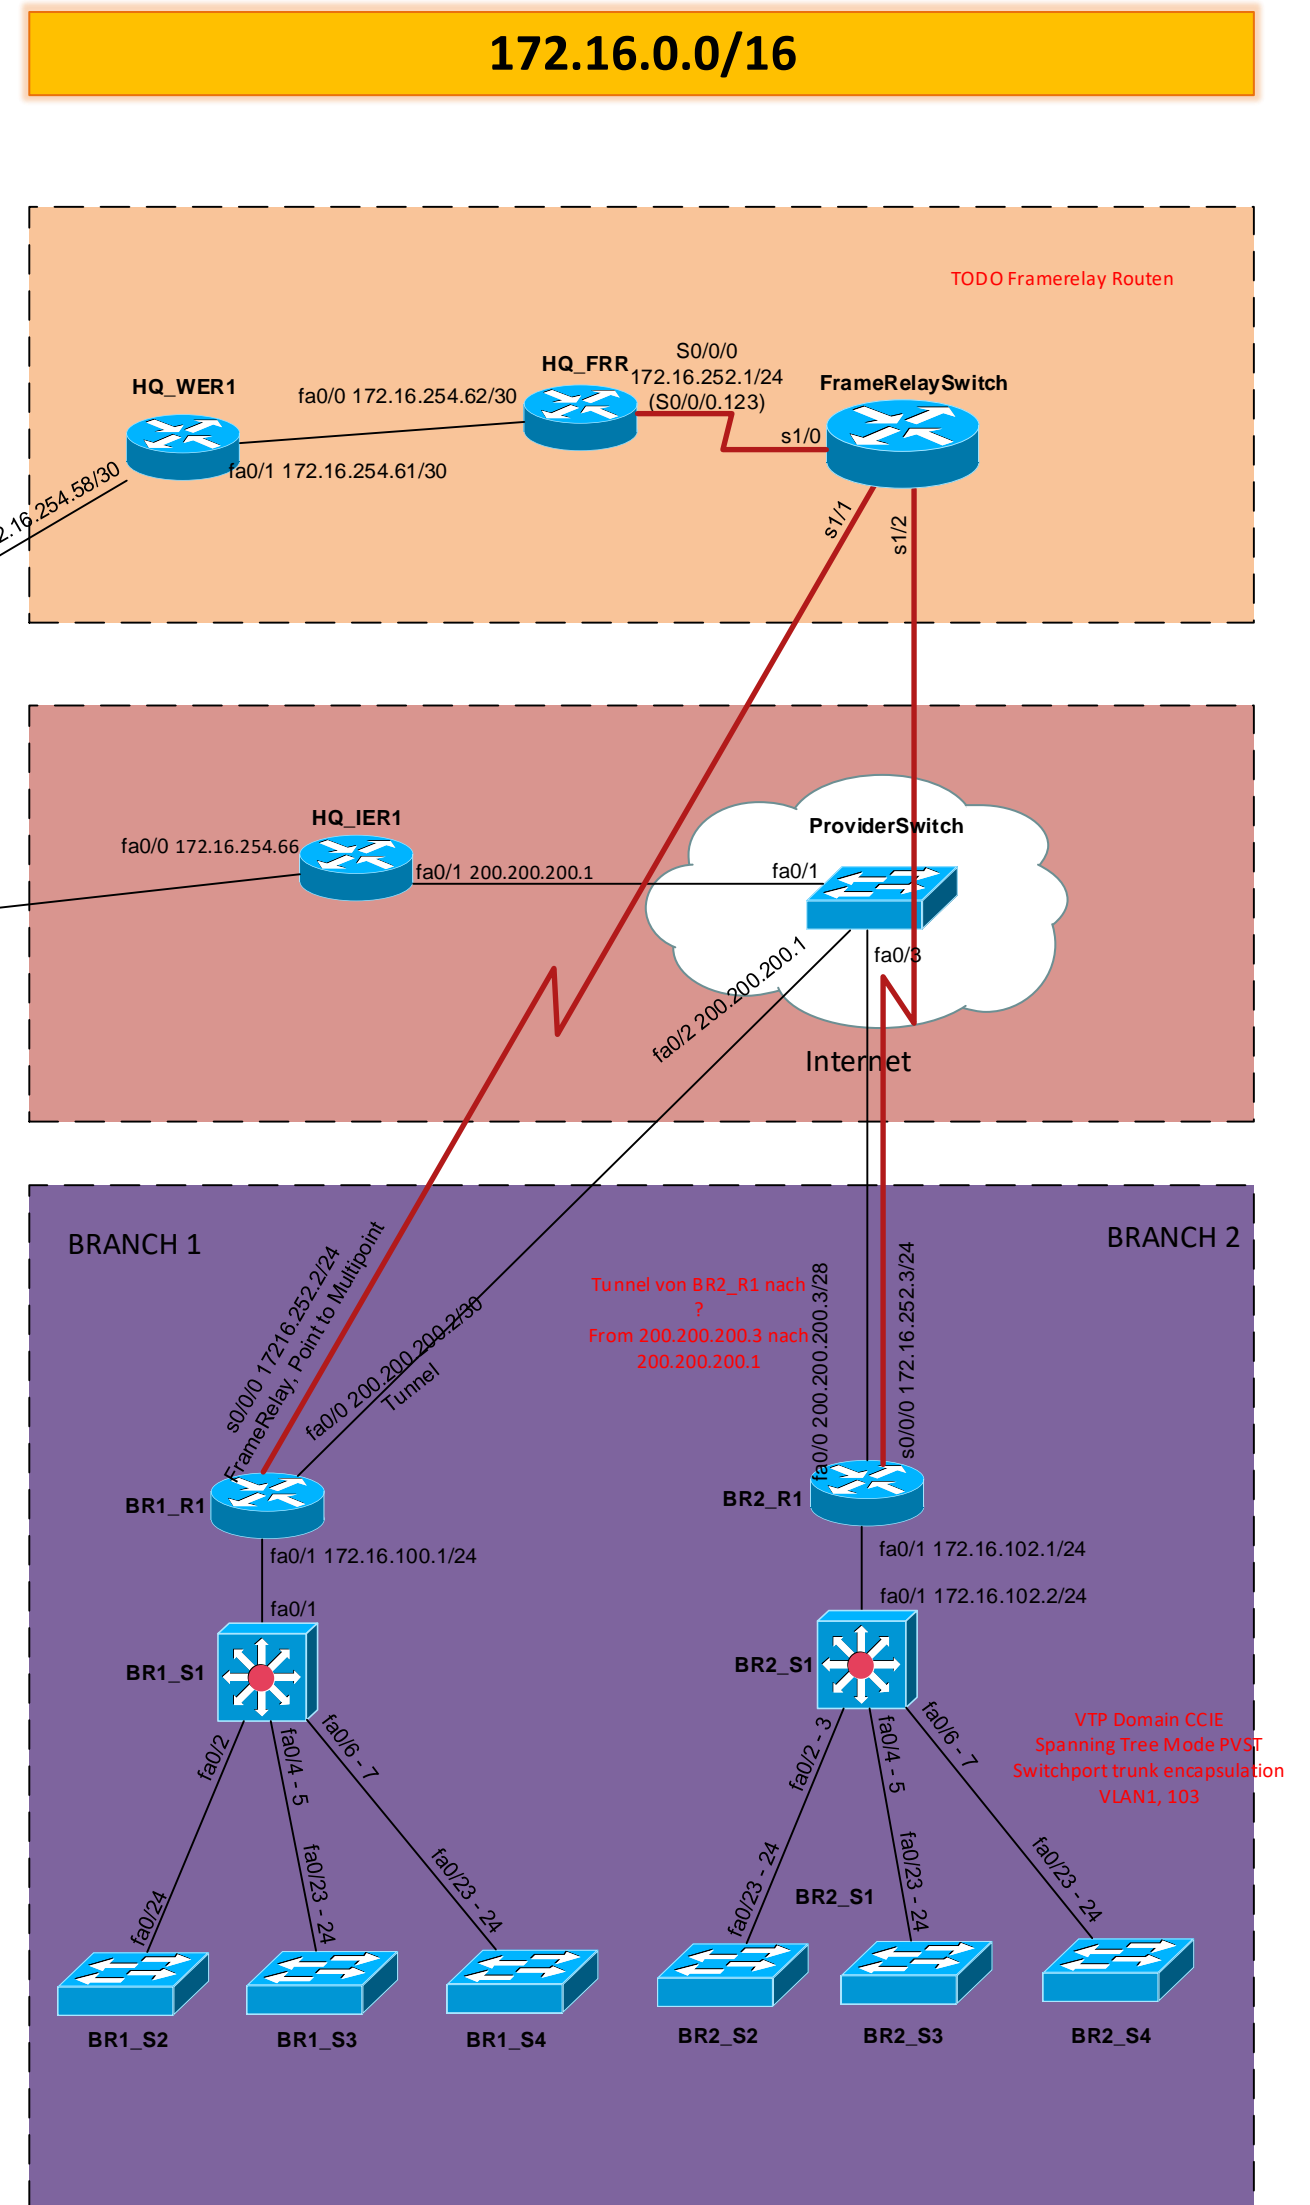 172.16.0.0/16
TODO Framerelay Routen
HQ_WER1
fa0/0 172.16.254.62/30
HQ_FRR
S0/0/0
172.16.252.1/24
(S0/0/0.123)
FrameRelaySwitch
s1/0
fa0/1 172.16.254.61/30
2.16.254.58/30
s1/1
s1/2
HQ_IER1
fa0/0 172.16.254.66
fa0/1 200.200.200.1
ProviderSwitch
fa0/1
fa0/2 200.200.200.1
fa0/3
Internet
BRANCH 1
BRANCH 2
s0/0/0 17216.252.2/24
FrameRelay, Point to Multipoint
fa0/0 200.200.200.2/30
Tunnel
Tunnel von BR2_R1 nach
?
From 200.200.200.3 nach
200.200.200.1
fa0/0 200.200.200.3/28
s0/0/0 172.16.252.3/24
BR1_R1
BR2_R1
fa0/1 172.16.100.1/24
fa0/1 172.16.102.1/24
fa0/1
fa0/1 172.16.102.2/24
BR1_S1
BR2_S1
fa0/2
fa0/4 - 5
fa0/6 - 7
fa0/2 - 3
fa0/4 - 5
fa0/6 - 7
VTP Domain CCIE
Spanning Tree Mode PVST
Switchport trunk encapsulation
VLAN1, 103
fa0/24
fa0/23 - 24
fa0/23 - 24
fa0/23 - 24
BR2_S1
fa0/23 - 24
fa0/23 - 24
BR1_S2
BR1_S3
BR1_S4
BR2_S2
BR2_S3
BR2_S4